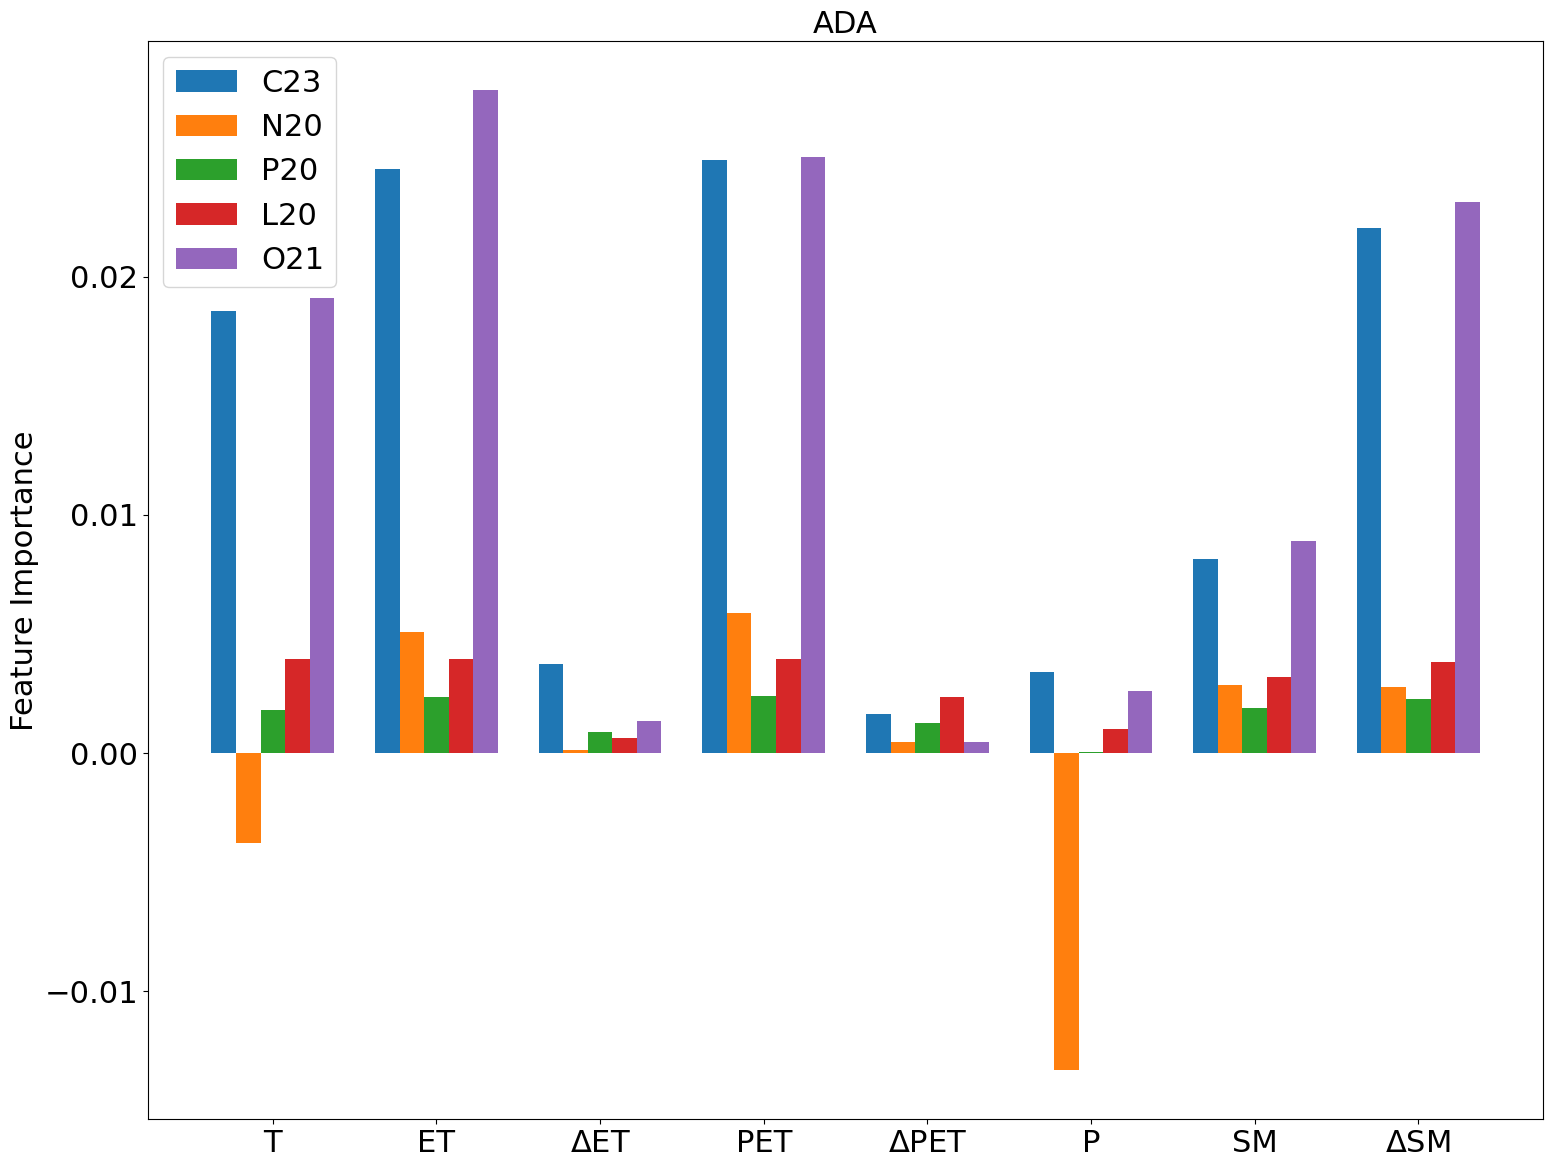 ADA
C23
N20
P20
L20
O21
Feature Importance
0.02
0.01
0.00
−0.01
T ET ΔET PET ΔPET P SM ΔSM